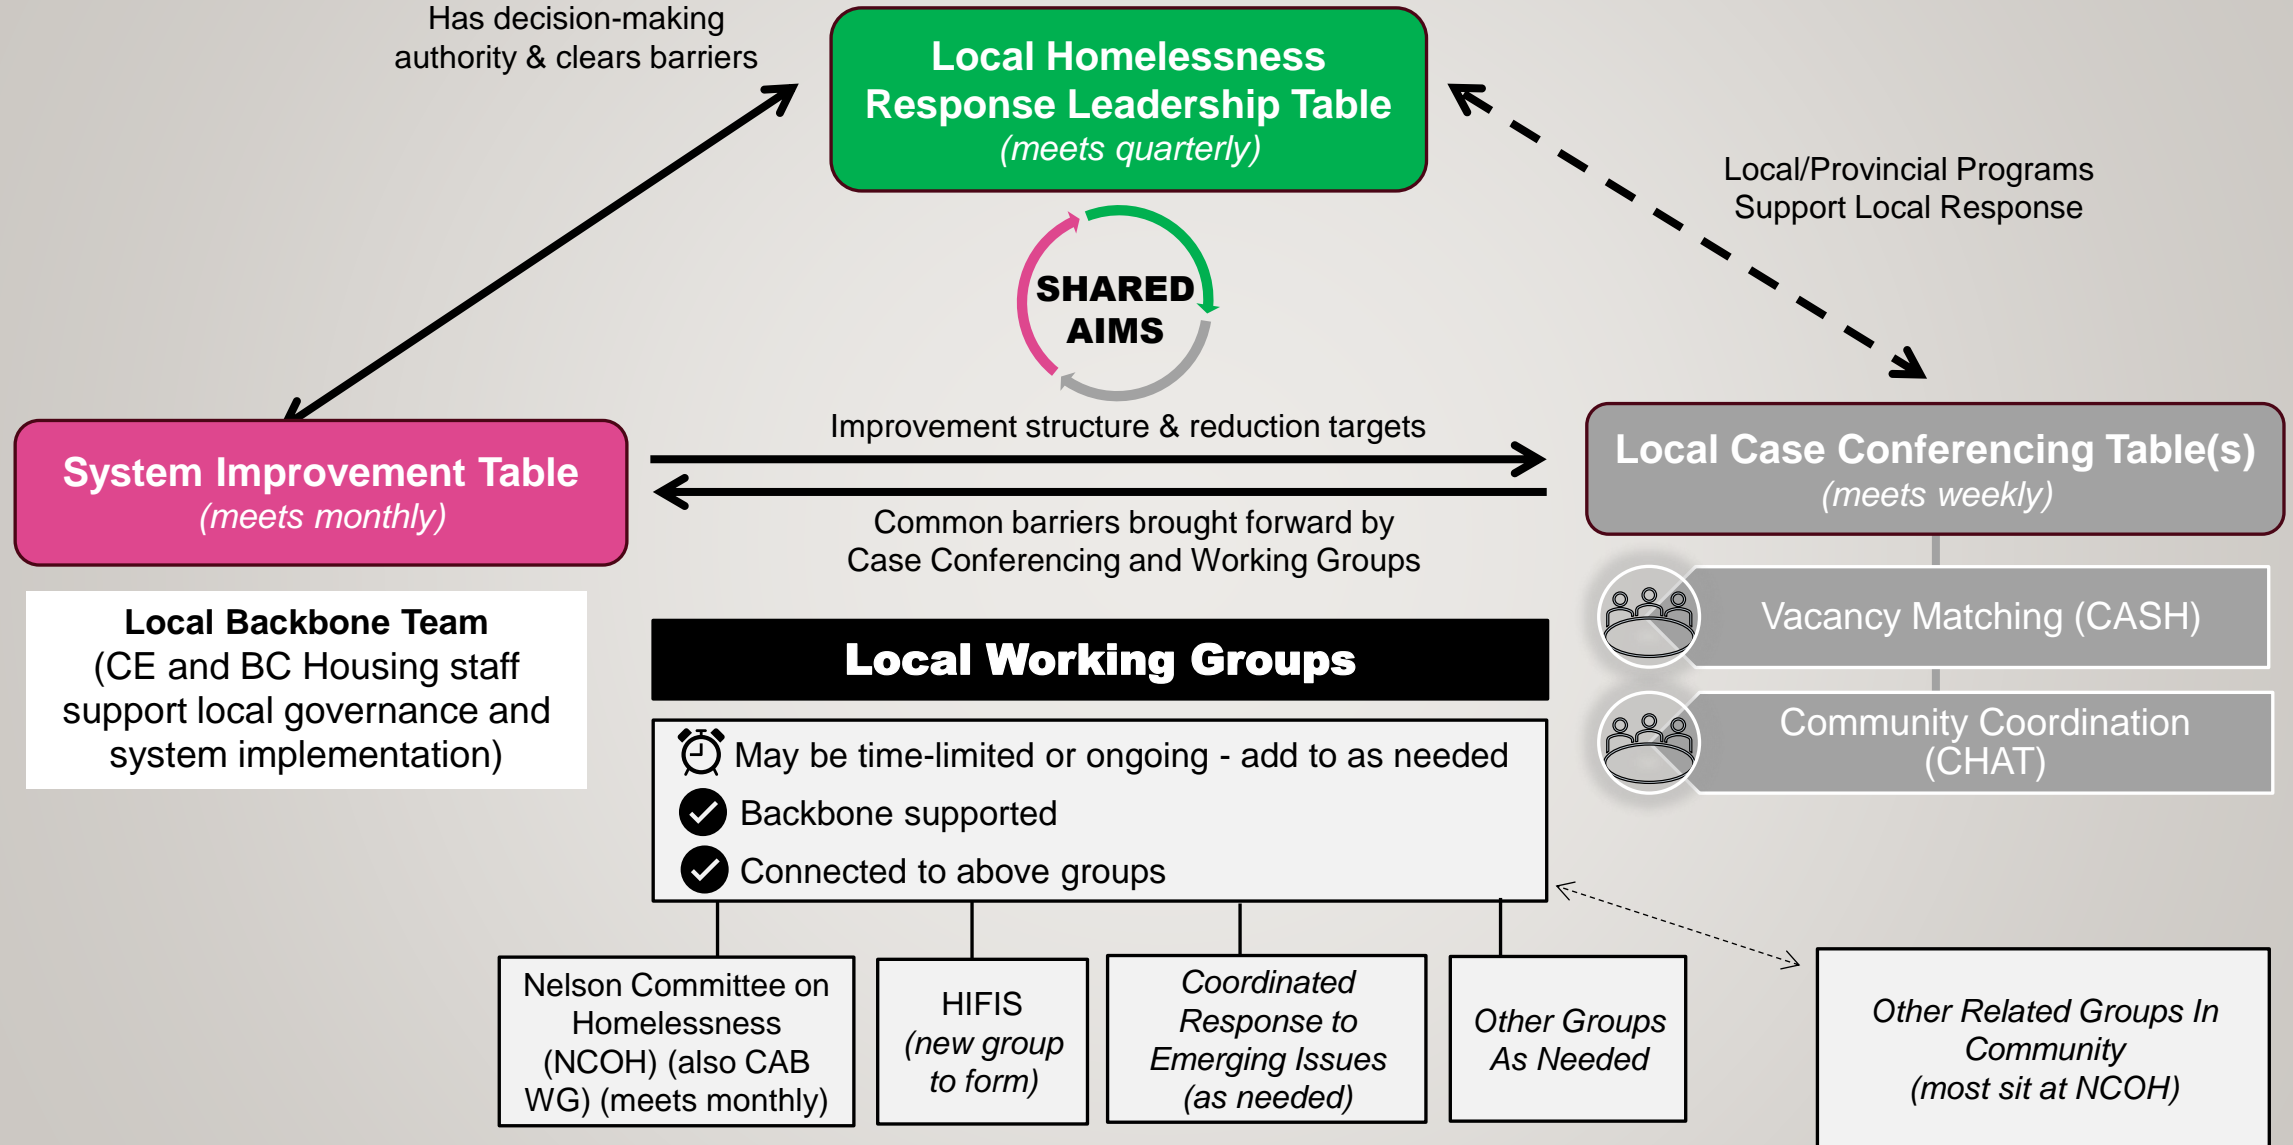 Has decision-making
authority & clears barriers
Local Homelessness
Response Leadership Table
(meets quarterly)
Local/Provincial Programs
Support Local Response
SHARED
AIMS
Improvement structure & reduction targets
System Improvement Table
(meets monthly)
Local Case Conferencing Table(s)
(meets weekly)
Common barriers brought forward by
Case Conferencing and Working Groups
Local Backbone Team
(CE and BC Housing staff
support local governance and
system implementation)
Vacancy Matching (CASH)
Community Coordination
(CHAT)
Local Working Groups
May be time-limited or ongoing - add to as needed
Backbone supported
Connected to above groups
Nelson Committee on
Homelessness
(NCOH) (also CAB
WG) (meets monthly)
HIFIS
(new group
to form)
Coordinated
Response to
Emerging Issues
(as needed)
Other Groups
As Needed
Other Related Groups In
Community
(most sit at NCOH)